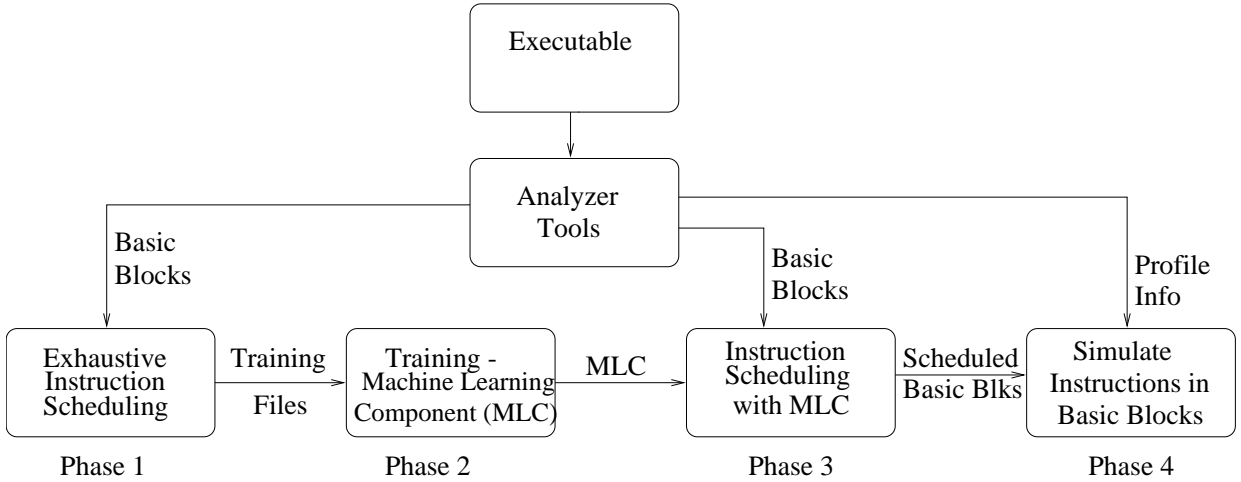 Executable
Analyzer
Tools
Basic
Blocks
Basic
Blocks
Profile
Info
Exhaustive
Instruction
Scheduling
Training
Files
Training -
Machine Learning
Component (MLC)
MLC
Instruction
Scheduling
with MLC
Scheduled
Basic Blks
Simulate
Instructions in
Basic Blocks
Phase 1
Phase 2
Phase 3
Phase 4